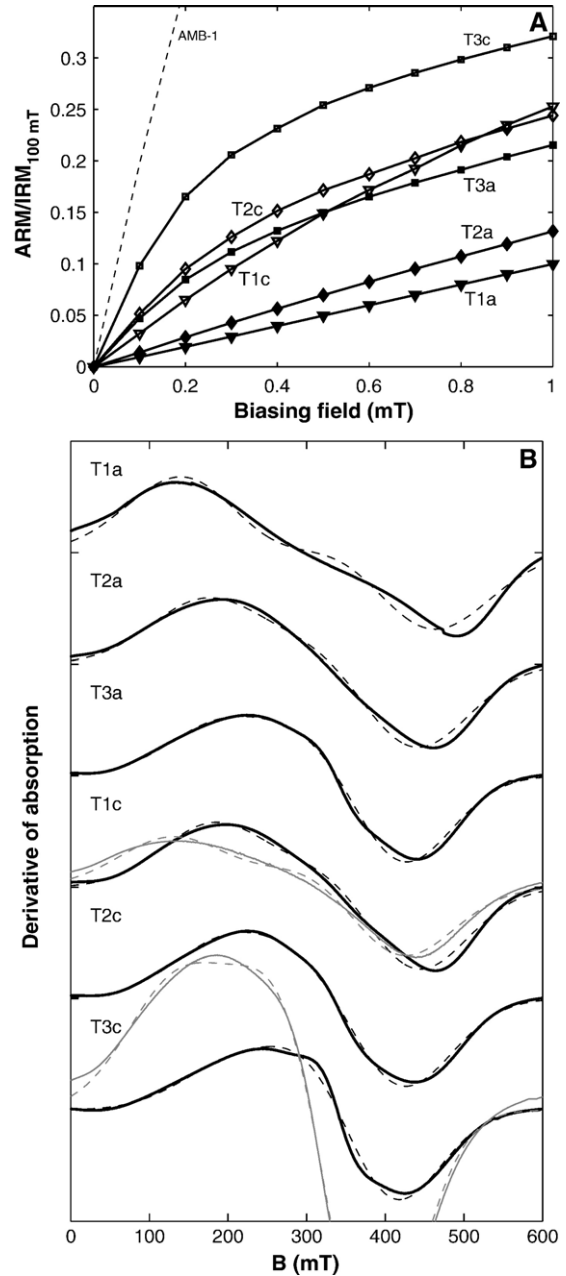 A
AMB-1
T3c
T2c
T3a
T1c
T2a
T1a
0.3
0.25
0.2
0.15
0.1
0.05
0
ARM/IRM100 mT
0 0.2 0.4 0.6 0.8 1
Biasing field (mT)
B
T1a
T2a
T3a
T1c
T2c
T3c
Derivative of absorption
0 100 200 300 400 500 600
B (mT)